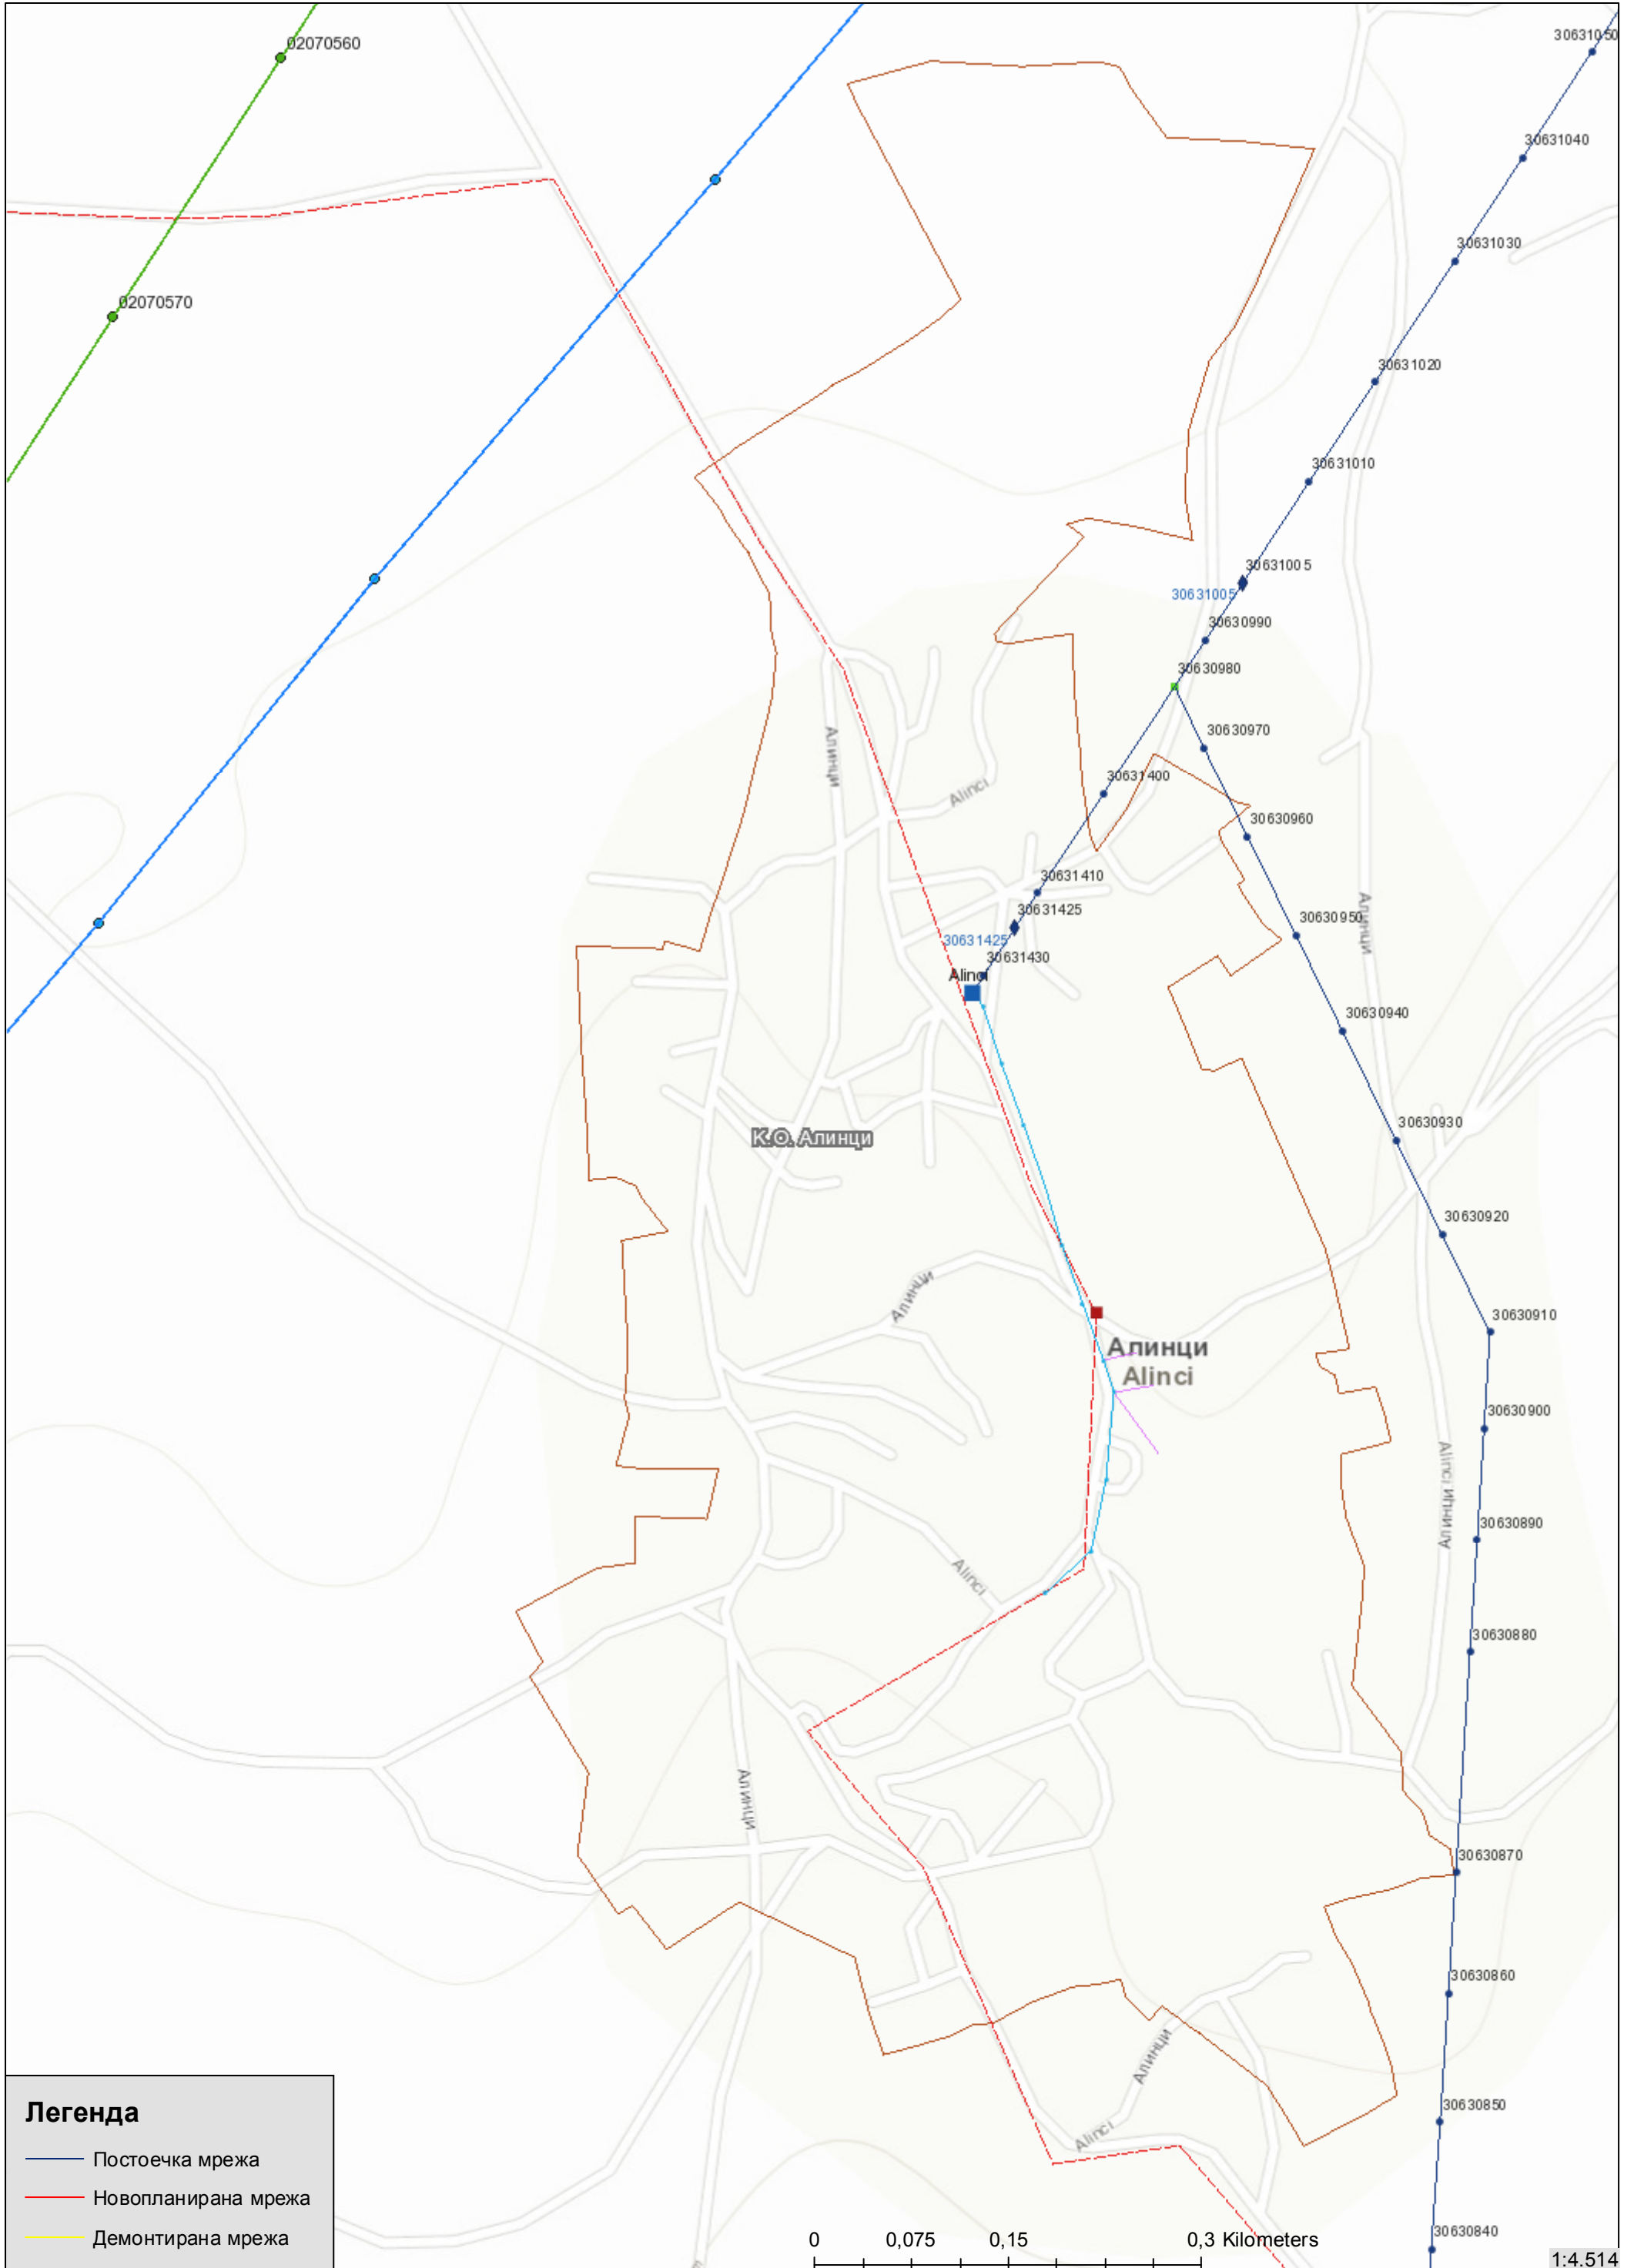 02070560
30631050
30631040
30631030
02070570
30631020
30631010
30631005
30631005
30630990
30630980
30630970
Алинци
30631400
Alinci
30630960
30631410
30631425
30630950
Алинци
30631425
30631430
Alinci
30630940
30630930
К.О. Алинци
30630920
Алинци
30630910
Алинци
Alinci
30630900
Alinci
Алинци
30630890
Alinci
30630880
Алинци
30630870
30630860
Алинци
30630850
Alinci
Легенда
Постоечка мрежа
Новопланирана мрежа
Демонтирана мрежа
30630840
0 0,075 0,15 0,3 Kilometers
1:4.514